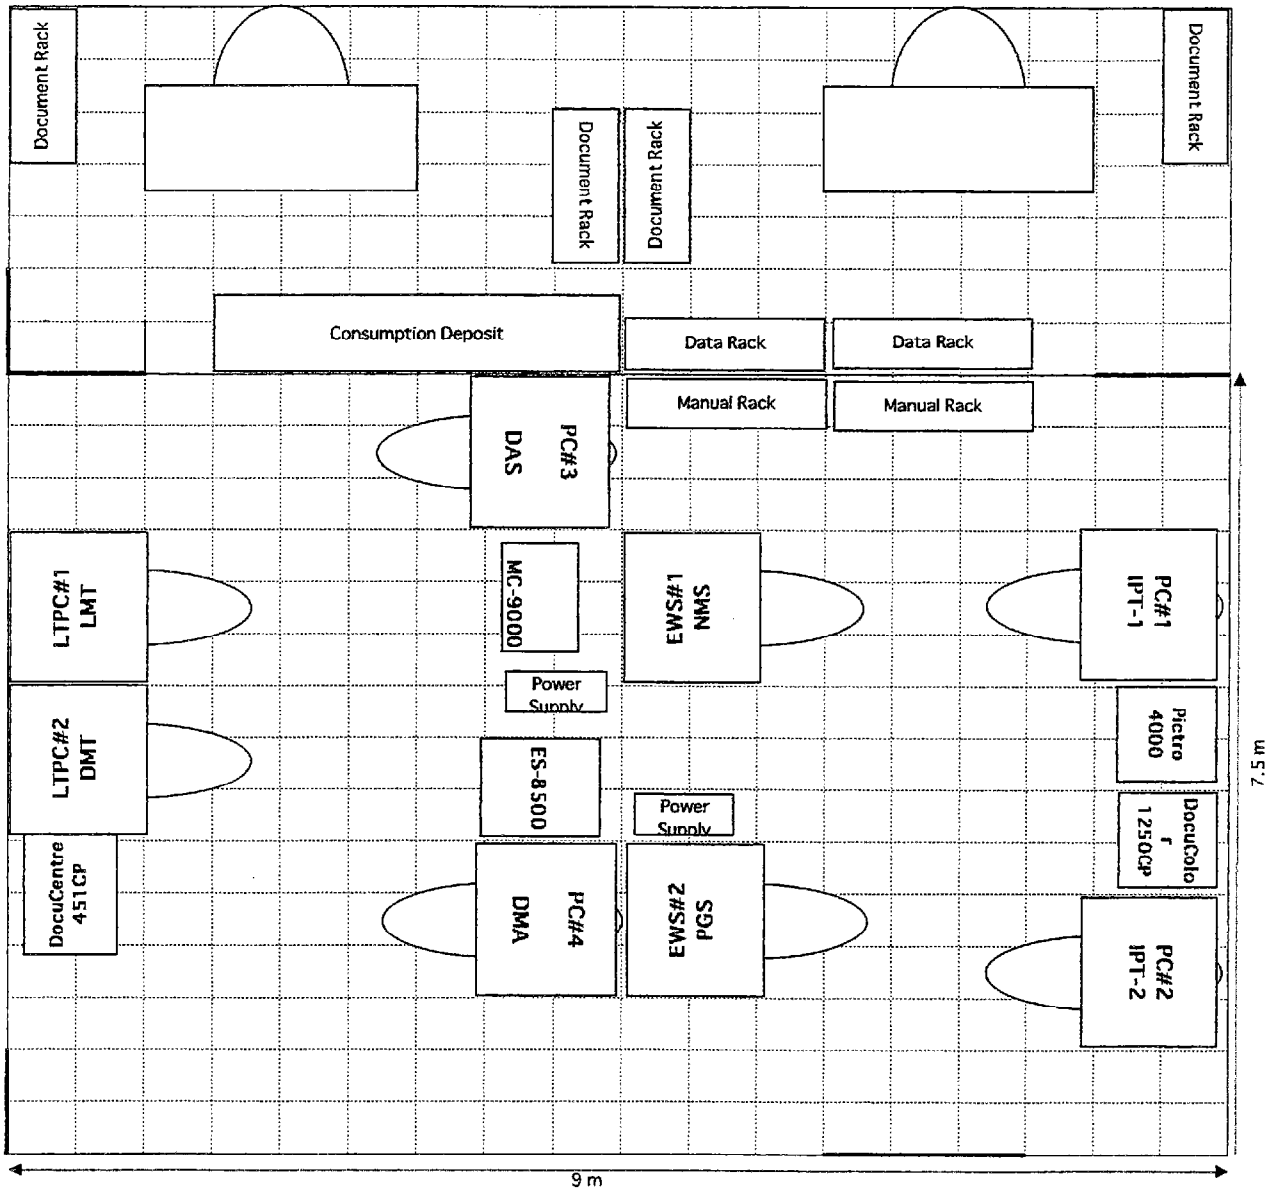 Document Rack
Document Rack
Document Rack
Document Rack
Consumption Deposit
Data Rack
Data Rack
Manual Rack
Manual Rack
PC#3
DAS
LTPC#1
LMT
MC-9000
EWS#1
NMS
PC#1
IPT-1
Power
Supply
LTPC#2
DMT
ES-8500
Power
Supply
Pictro
4000
DocuColo
r
1250CP
7.5 m
DocuCentre
451CP
PC#4
DMA
EWS#2
PGS
PC#2
IPT-2
9 m